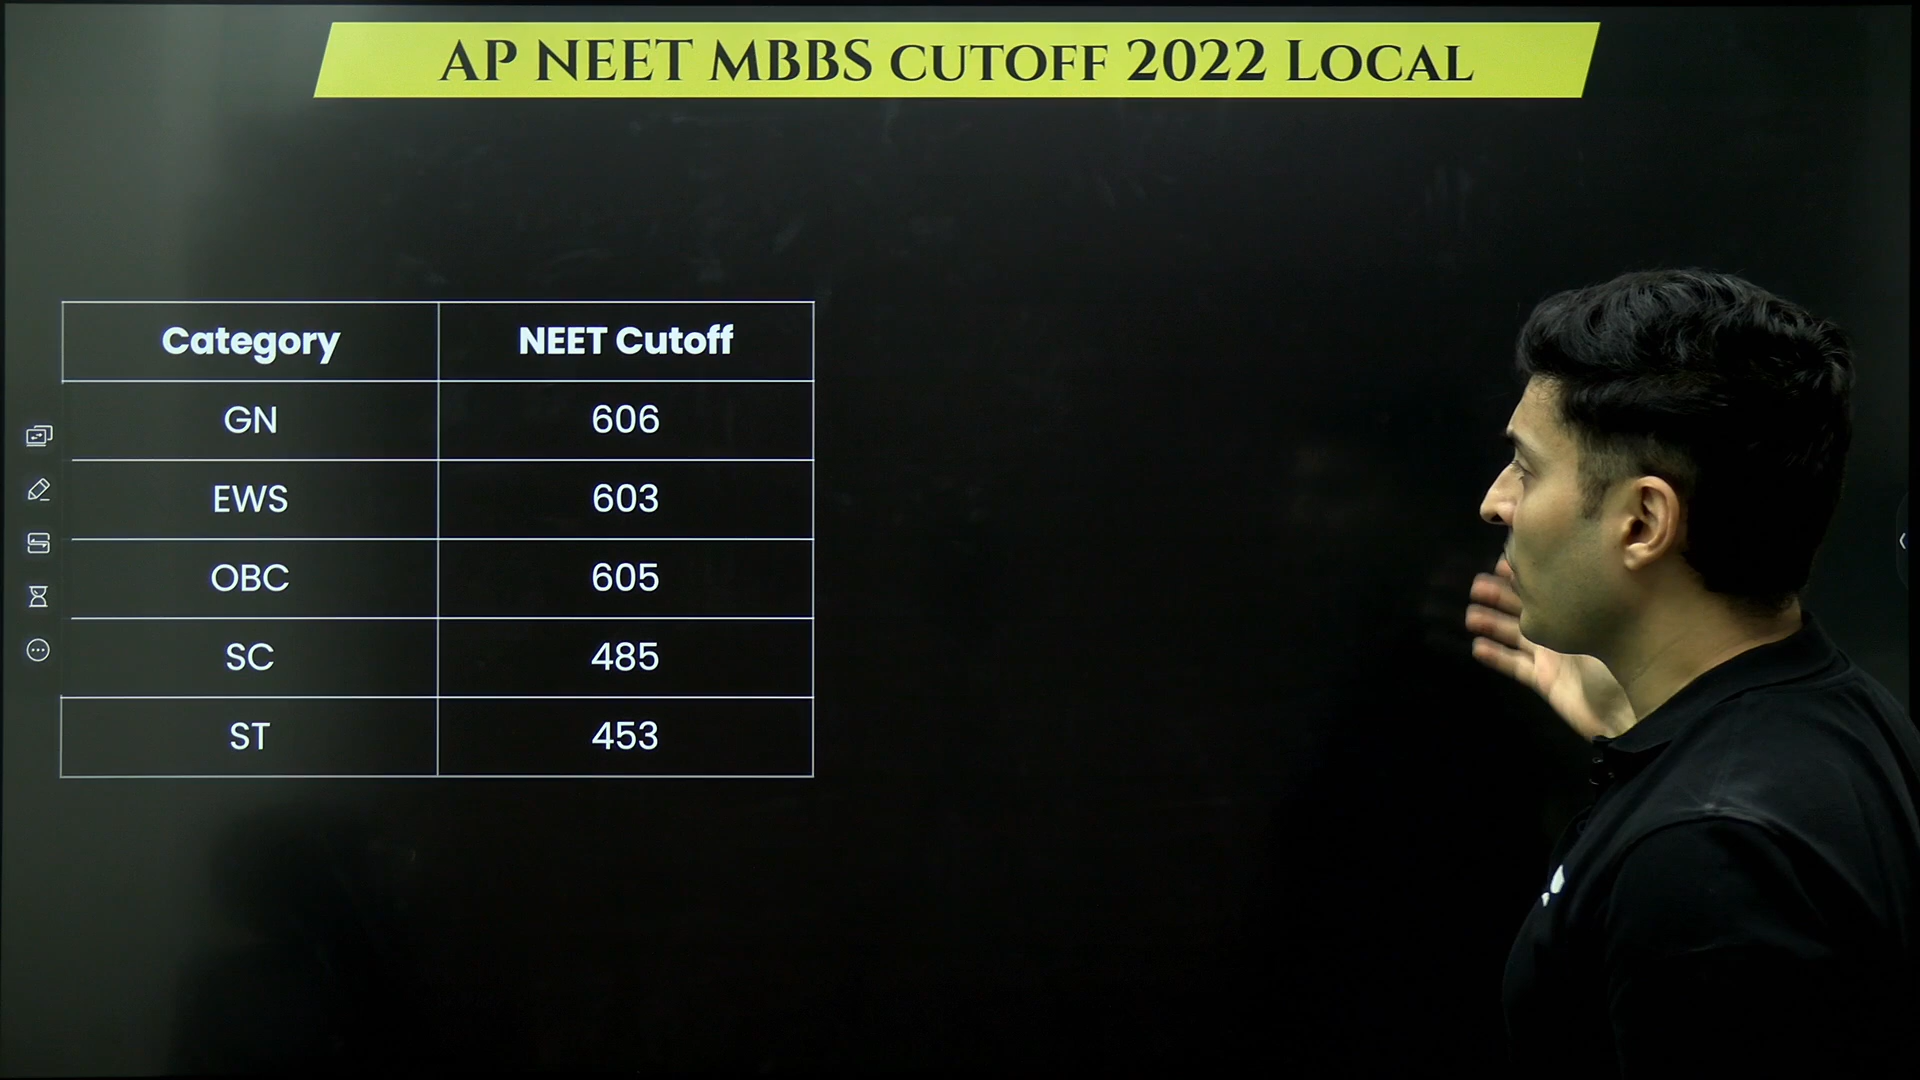 AP NEET MBBS CUTOFF 2022 LOCAL
Category NEET Cutoff
GN 606
EWS 603
OBC 605
SC 485
ST 453